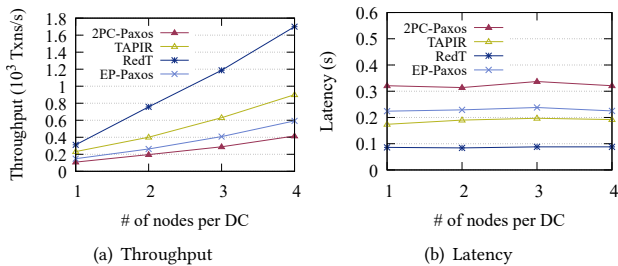 Throughput (10³ Txns/s)
1.8
1.6
1.4
1.2
1
0.8
0.6
0.4
0.2
0
2PC-Paxos
TAPIR
RedT
EP-Paxos
1 2 3 4
# of nodes per DC
(a) Throughput
Latency (s)
0.6
0.5
0.4
0.3
0.2
0.1
0
2PC-Paxos
TAPIR
RedT
EP-Paxos
1 2 3 4
# of nodes per DC
(b) Latency